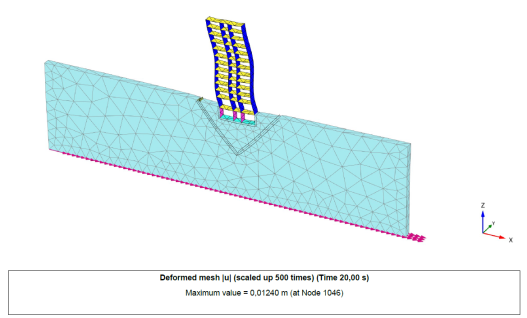 Z
Y
X
Deformed mesh |u| (scaled up 500 times) (Time 20,00 s)
Maximum value = 0,01240 m (at Node 1046)